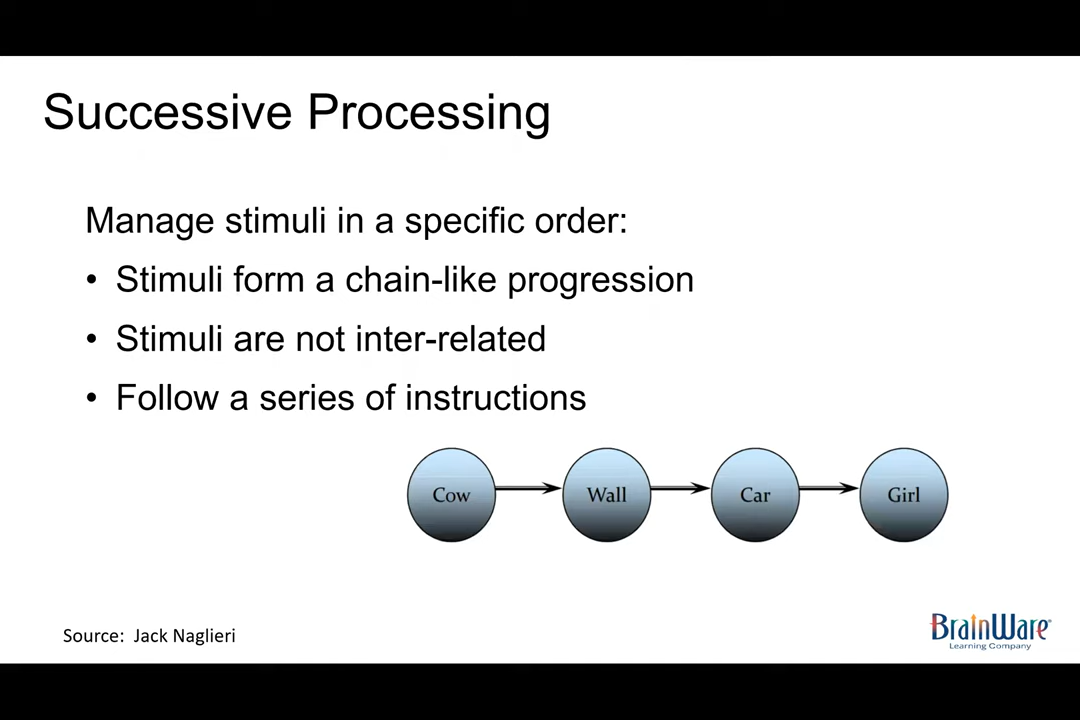 Successive Processing
Manage stimuli in a specific order:
• Stimuli form a chain-like progression
• Stimuli are not inter-related
• Follow a series of instructions
Cow Wall Car Girl
Source: Jack Naglieri
BrainWare®
Learning Company